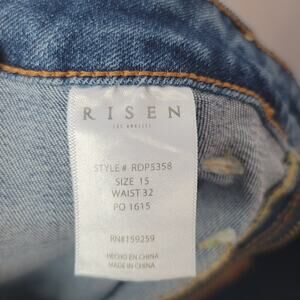 RISEN
LOS ANGELES
STYLE# RDP5358
SIZE 15
WAIST 32
PO 1615
RN#159259
HECHO EN CHINA
MADE IN CHINA